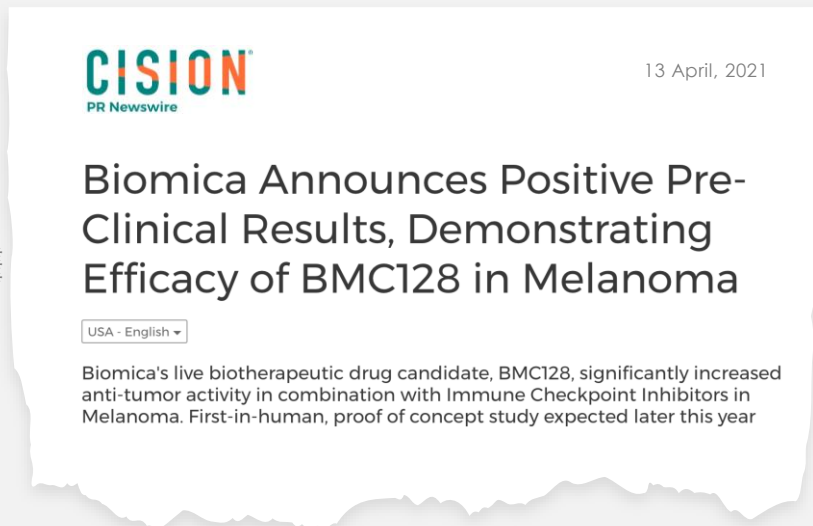 CISION®
PR Newswire
13 April, 2021
Biomica Announces Positive Pre-
Clinical Results, Demonstrating
Efficacy of BMC128 in Melanoma
USA - English
Biomica's live biotherapeutic drug candidate, BMC128, significantly increased
anti-tumor activity in combination with Immune Checkpoint Inhibitors in
Melanoma. First-in-human, proof of concept study expected later this year